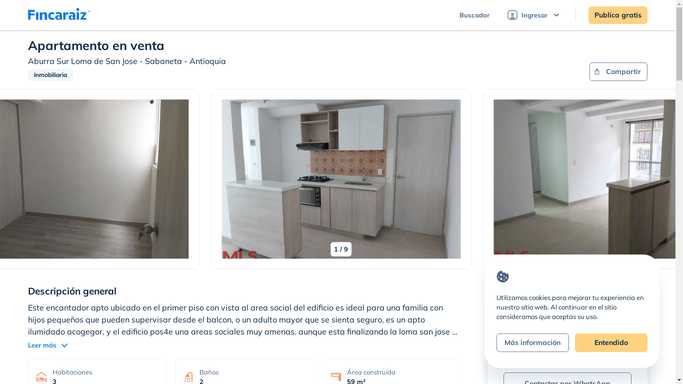 Fincaraiz
Buscador
Ingresar
Publica gratis
Apartamento en venta
Aburra Sur Loma de San Jose - Sabaneta - Antioquia
Inmobiliaria
Compartir
1 / 9
MLS
Descripción general
Este encantador apto ubicado en el primer piso con vista al area social del edificio es ideal para una familia con
hijos pequeños que pueden supervisar desde el balcon, o un adulto mayor que se sienta seguro, es un apto
ilumidado acogegor, y el edificio pos4e una areas sociales muy amenas. aunque esta finalizando la loma san jose ...
Leer más
Habitaciones
3
Baños
2
Área construida
59 m²
Utilizamos cookies para mejorar tu experiencia en
nuestro sitio web. Al continuar en el sitio
consideramos que aceptas su uso.
Más información
Entendido
Contactar por WhatsApp